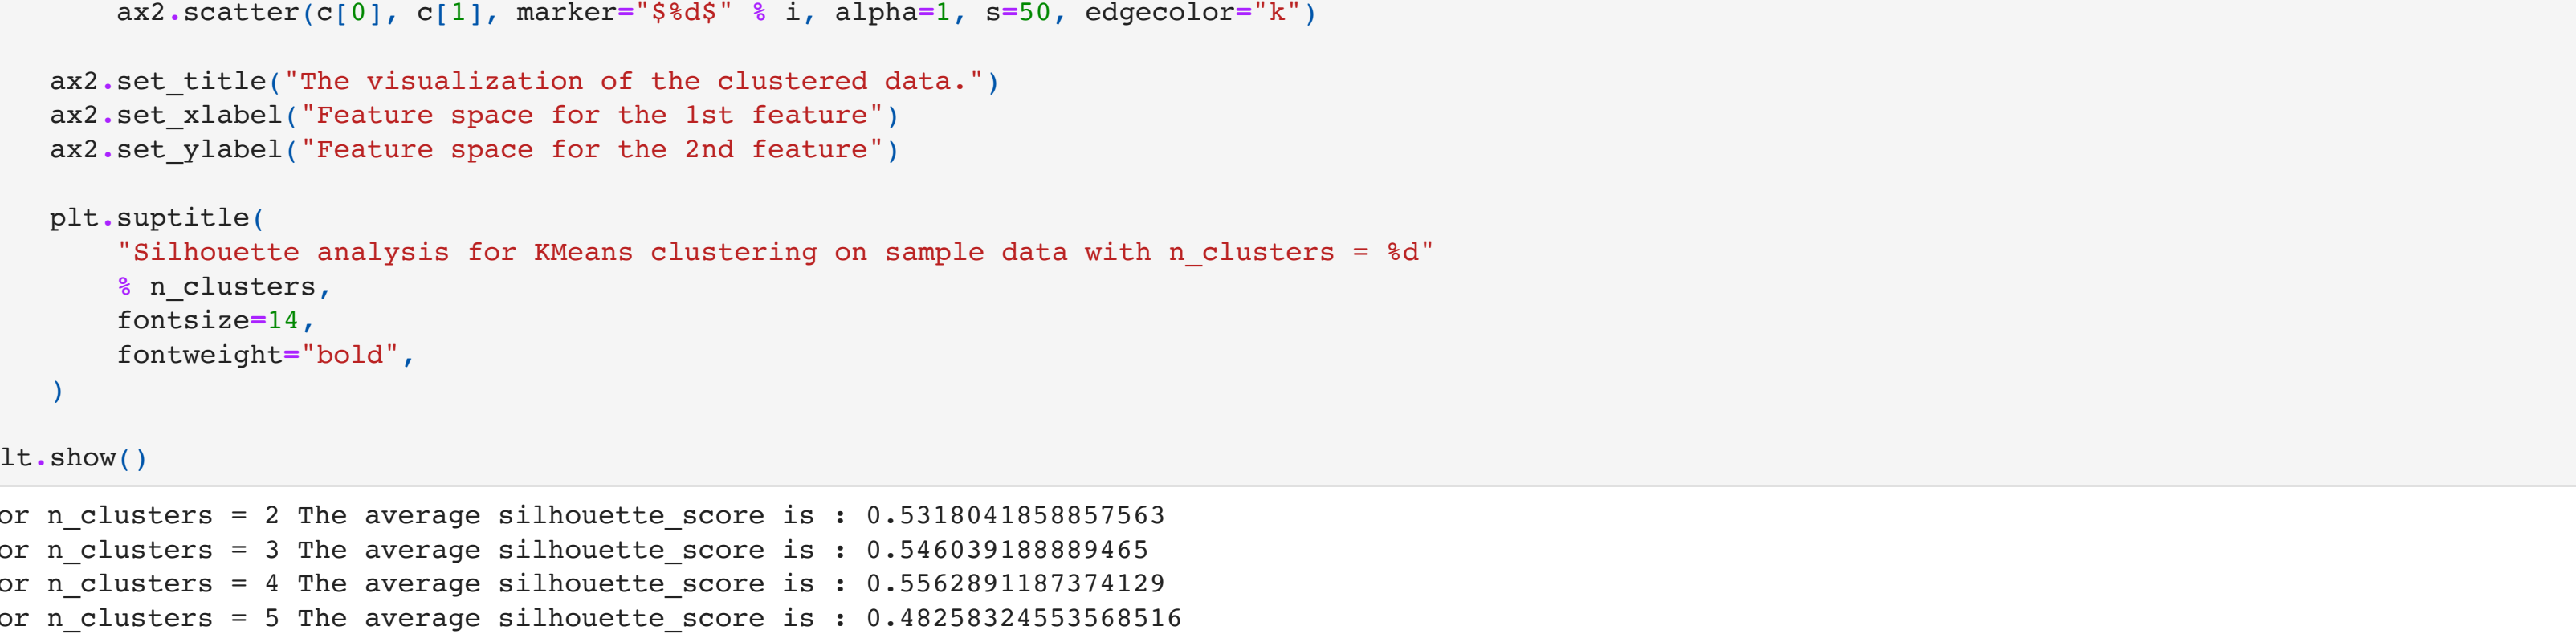 ax2.scatter(c[0], c[1], marker="$%d$" % i, alpha=1, s=50, edgecolor="k")
ax2.set_title("The visualization of the clustered data.")
ax2.set_xlabel("Feature space for the 1st feature")
ax2.set_ylabel("Feature space for the 2nd feature")
plt.suptitle(
"Silhouette analysis for KMeans clustering on sample data with n_clusters = %d"
% n_clusters,
fontsize=14,
fontweight="bold",
)
lt.show()
or n_clusters = 2 The average silhouette_score is : 0.5318041858857563
or n_clusters = 3 The average silhouette_score is : 0.546039188889465
or n_clusters = 4 The average silhouette_score is : 0.5562891187374129
or n_clusters = 5 The average silhouette_score is : 0.48258324553568516